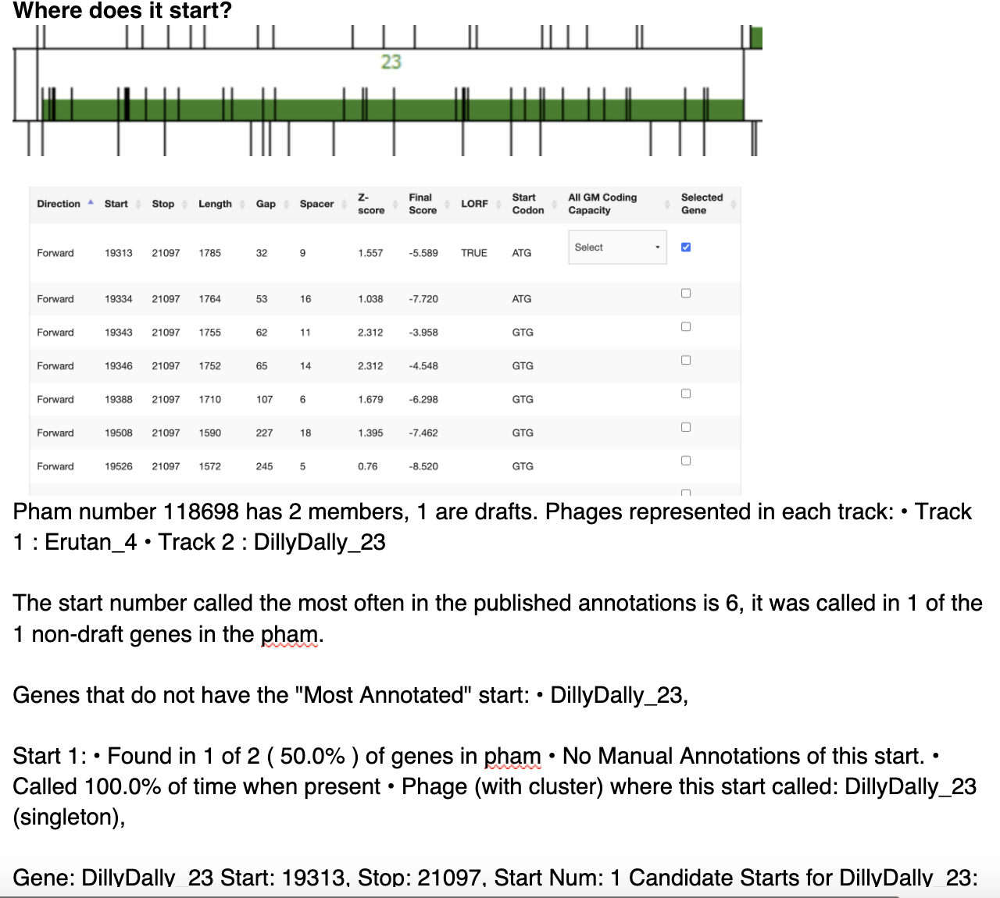 Where does it start?
23
Direction Start Stop Length Gap Spacer Z-score Final Score LORF Start Codon All GM Coding Capacity Selected Gene
Forward 19313 21097 1785 32 9 1.557 -5.589 TRUE ATG Select
Forward 19334 21097 1764 53 16 1.038 -7.720 ATG
Forward 19343 21097 1755 62 11 2.312 -3.958 GTG
Forward 19346 21097 1752 65 14 2.312 -4.548 GTG
Forward 19388 21097 1710 107 6 1.679 -6.298 GTG
Forward 19508 21097 1590 227 18 1.395 -7.462 GTG
Forward 19526 21097 1572 245 5 0.76 -8.520 GTG
Pham number 118698 has 2 members, 1 are drafts. Phages represented in each track: • Track
1 : Erutan_4 • Track 2 : DillyDally_23
The start number called the most often in the published annotations is 6, it was called in 1 of the
1 non-draft genes in the pham.
Genes that do not have the "Most Annotated" start: • DillyDally_23,
Start 1: • Found in 1 of 2 ( 50.0% ) of genes in pham • No Manual Annotations of this start. •
Called 100.0% of time when present • Phage (with cluster) where this start called: DillyDally_23
(singleton),
Gene: DillyDally_23 Start: 19313, Stop: 21097, Start Num: 1 Candidate Starts for DillyDally_23: